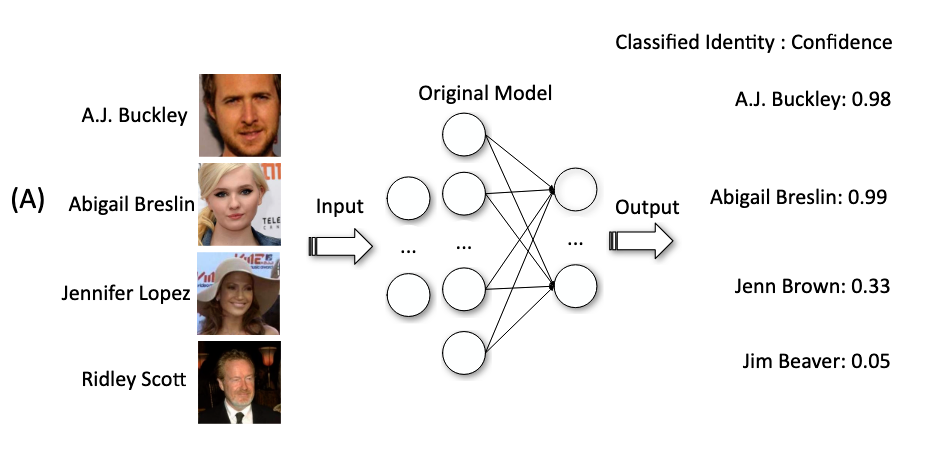 Classified Identity : Confidence
Original Model
A.J. Buckley
A.J. Buckley: 0.98
(A)
Abigail Breslin
TELE
Input
Output
Abigail Breslin: 0.99
...
...
...
Jennifer Lopez
Jenn Brown: 0.33
Ridley Scott
Jim Beaver: 0.05